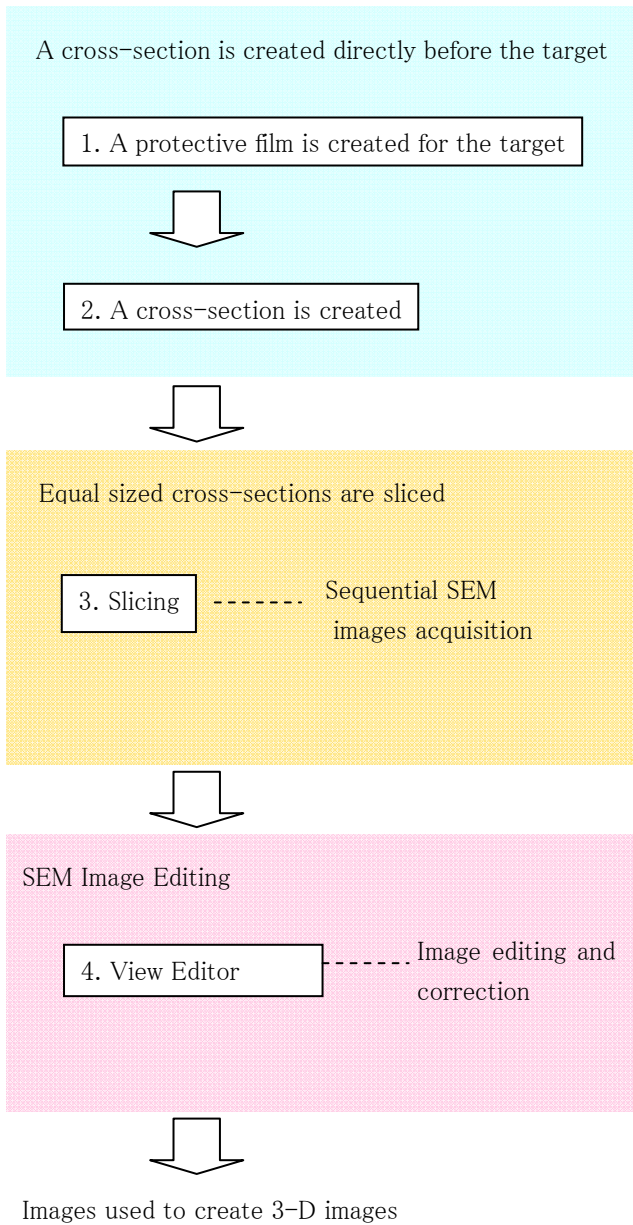 A cross-section is created directly before the target
1. A protective film is created for the target
2. A cross-section is created
Equal sized cross-sections are sliced
3. Slicing
Sequential SEM
images acquisition
SEM Image Editing
4. View Editor
Image editing and
correction
Images used to create 3-D images